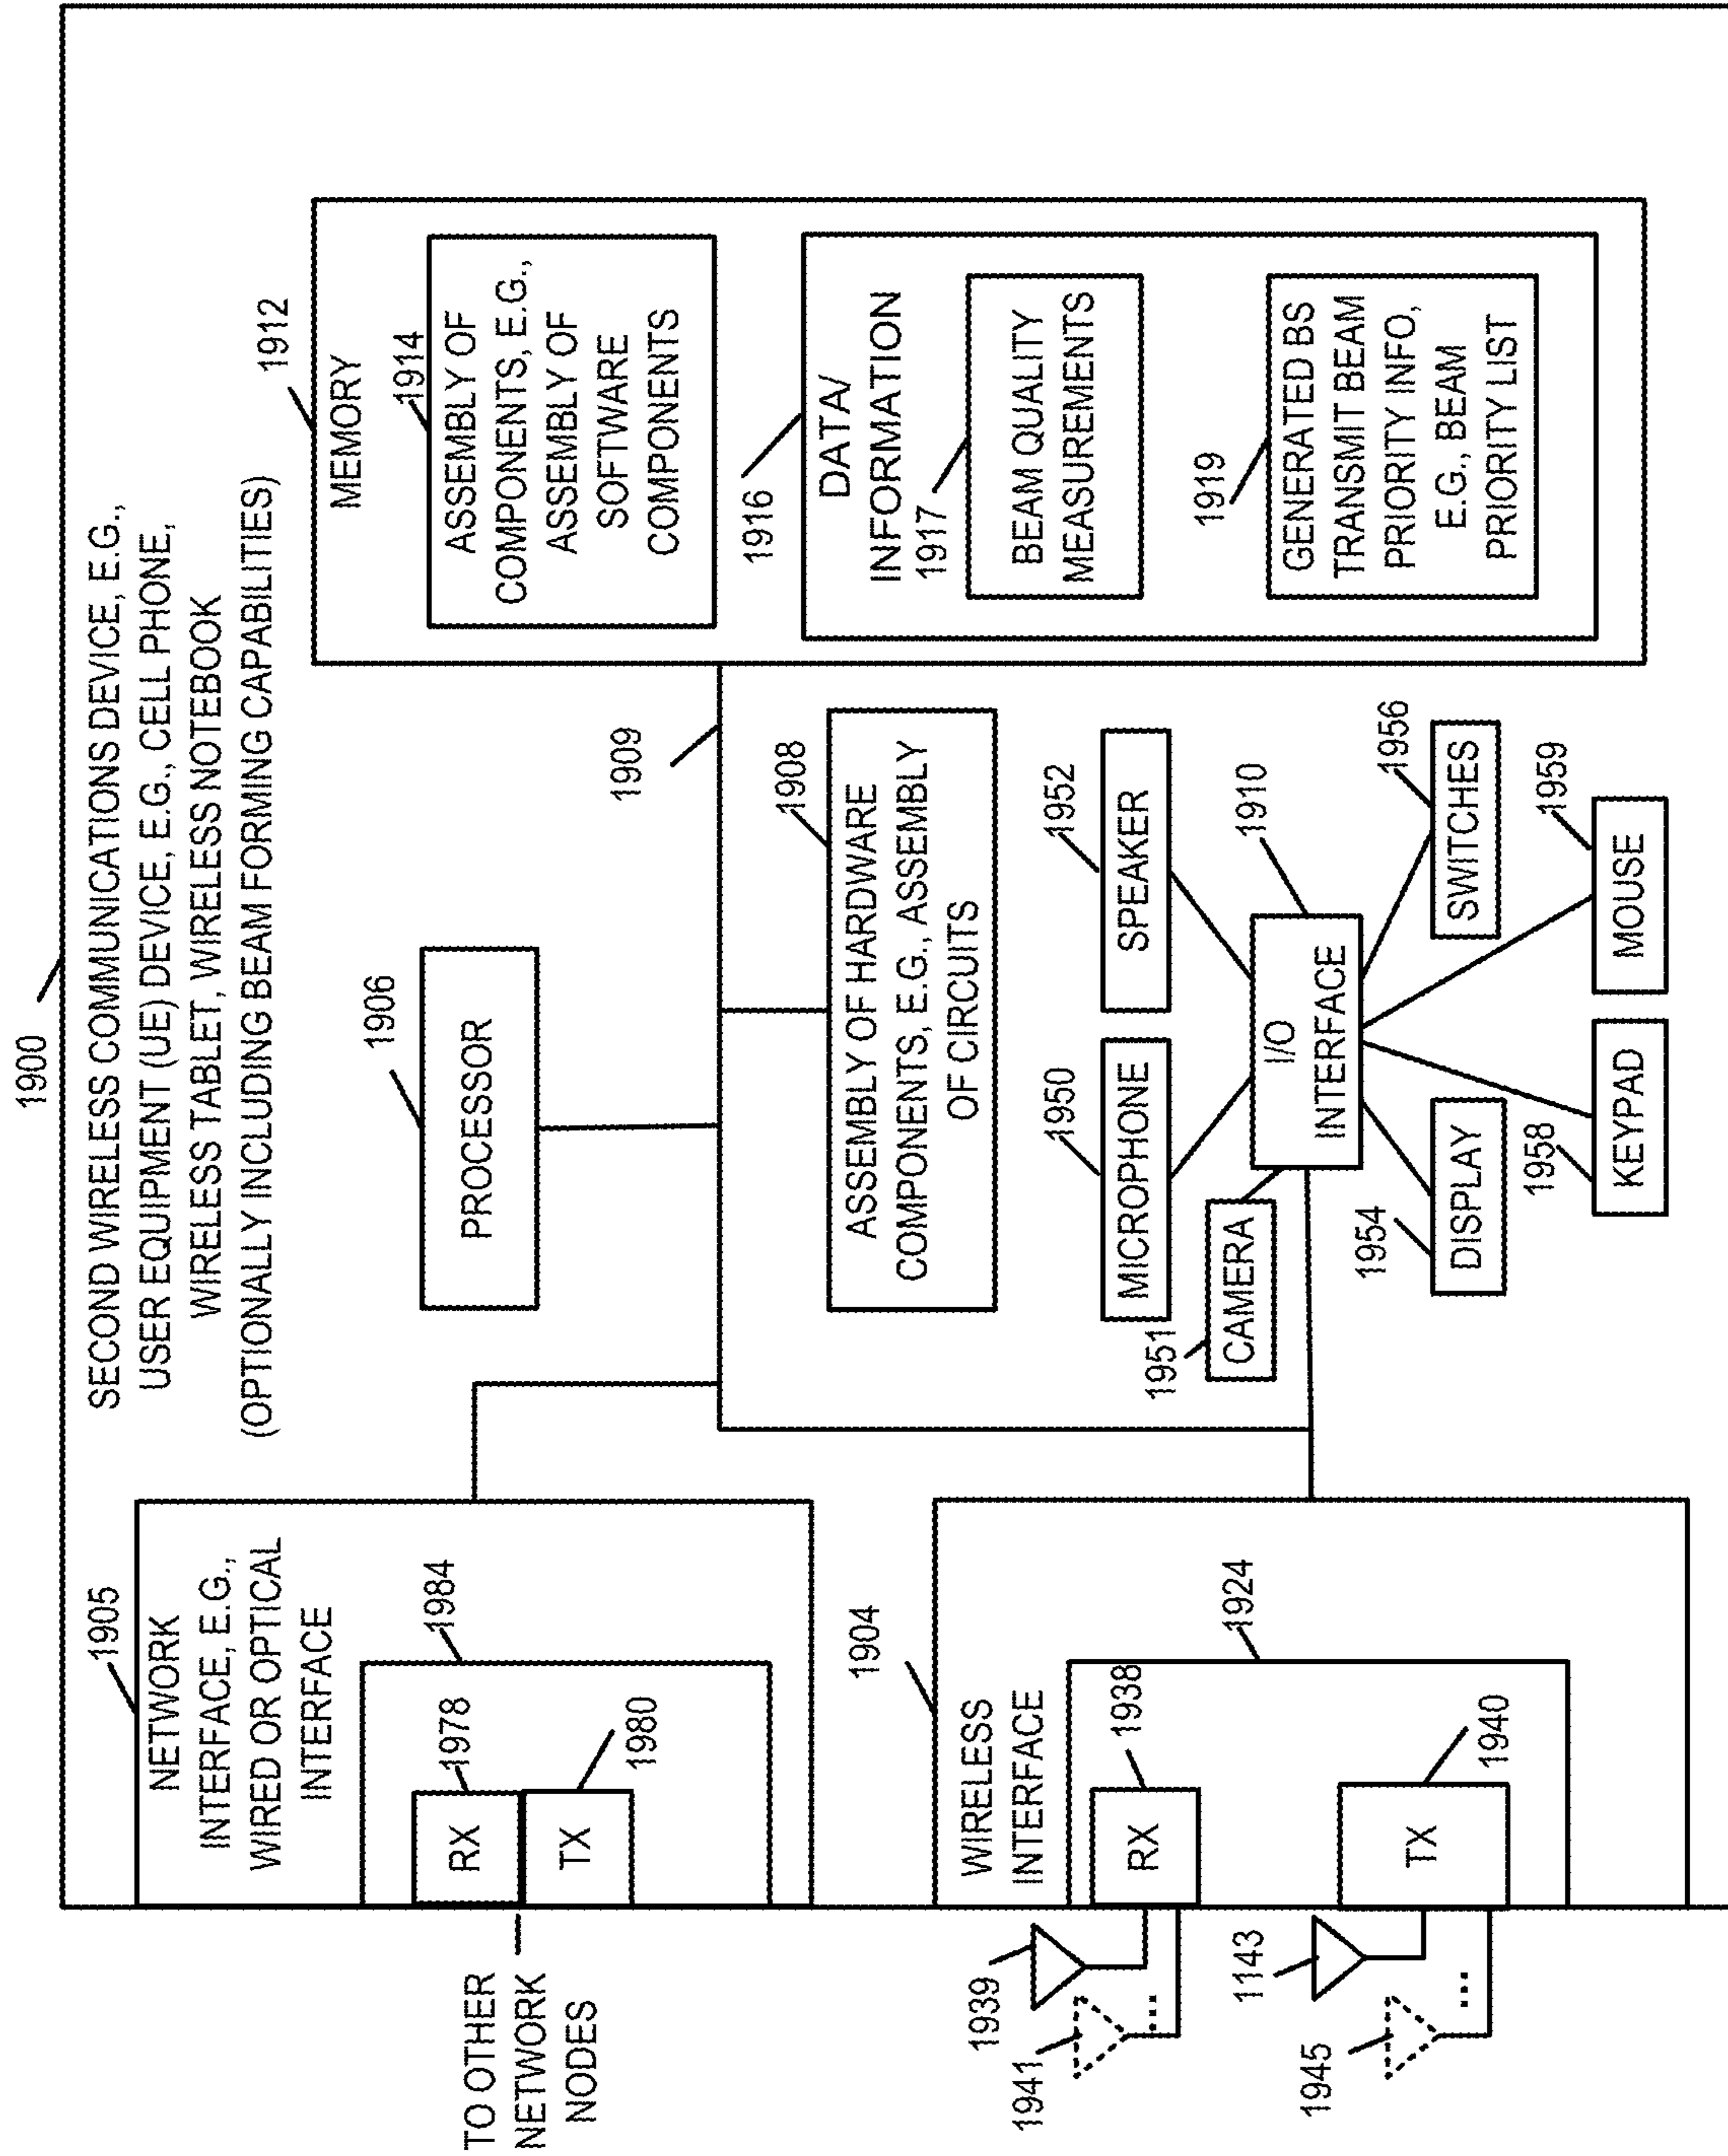 1900
SECOND WIRELESS COMMUNICATIONS DEVICE, E.G.,
USER EQUIPMENT (UE) DEVICE, E.G., CELL PHONE,
WIRELESS TABLET, WIRELESS NOTEBOOK
(OPTIONALLY INCLUDING BEAM FORMING CAPABILITIES)
1905
NETWORK
INTERFACE, E.G.,
WIRED OR OPTICAL
INTERFACE
1984
RX
1978
TX
1980
TO OTHER
NETWORK
NODES
1904
WIRELESS
INTERFACE
1924
RX
1938
TX
1940
1939
1941
...
1143
1945
...
1906
PROCESSOR
1909
1908
ASSEMBLY OF HARDWARE
COMPONENTS, E.G., ASSEMBLY
OF CIRCUITS
1950
MICROPHONE
1952
SPEAKER
1951
CAMERA
1910
I/O
INTERFACE
1954
DISPLAY
1956
SWITCHES
1958
KEYPAD
1959
MOUSE
1912
MEMORY
1914
ASSEMBLY OF
COMPONENTS, E.G.,
ASSEMBLY OF
SOFTWARE
COMPONENTS
1916
DATA/
INFORMATION
1917
BEAM QUALITY
MEASUREMENTS
1919
GENERATED BS
TRANSMIT BEAM
PRIORITY INFO,
E.G., BEAM
PRIORITY LIST